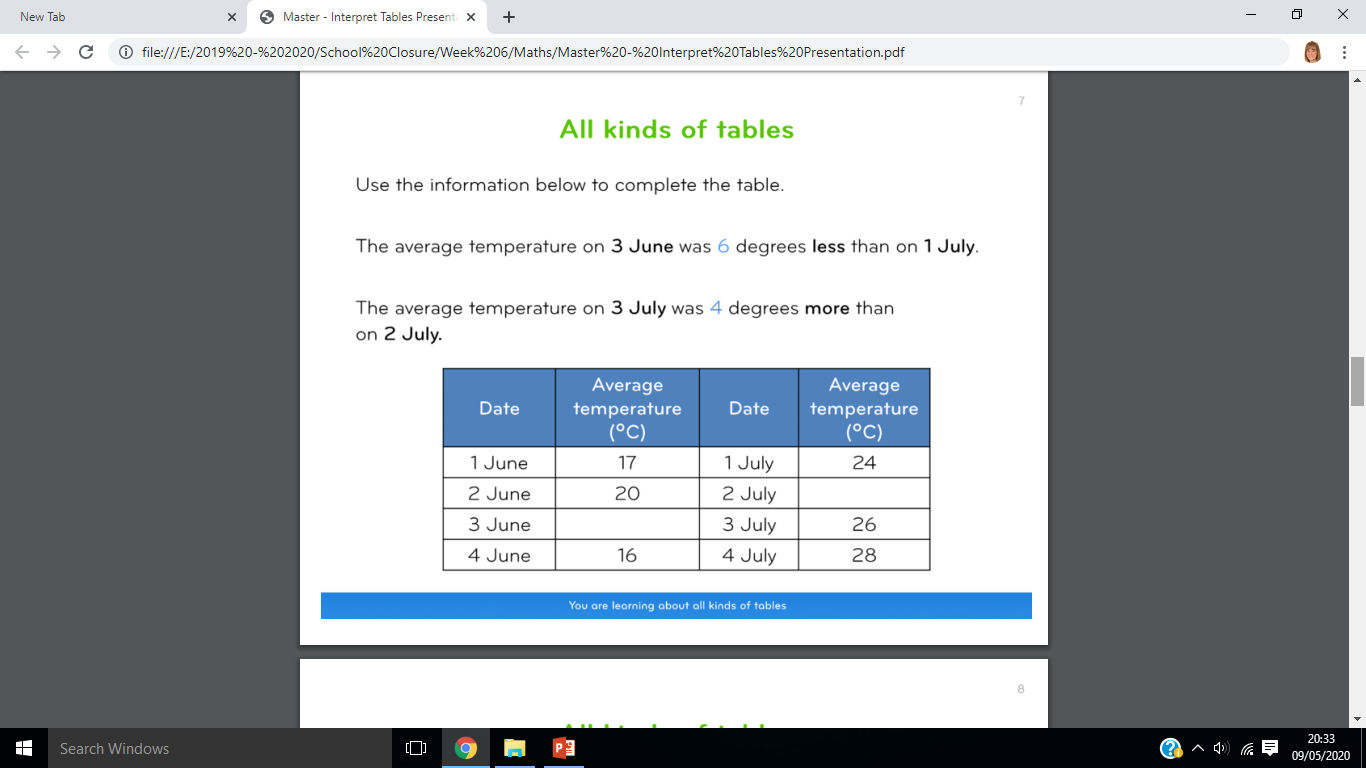 New Tab
Master - Interpret Tables Present
file:///E:/2019%20-%202020/School%20Closure/Week%206/Maths/Master%20-%20Interpret%20Tables%20Presentation.pdf
7
All kinds of tables
Use the information below to complete the table.
The average temperature on 3 June was 6 degrees less than on 1 July.
The average temperature on 3 July was 4 degrees more than
on 2 July.
Date Average temperature (°C) Date Average temperature (°C)
1 June 17 1 July 24
2 June 20 2 July
3 June 3 July 26
4 June 16 4 July 28
You are learning about all kinds of tables
8
Search Windows
20:33
09/05/2020